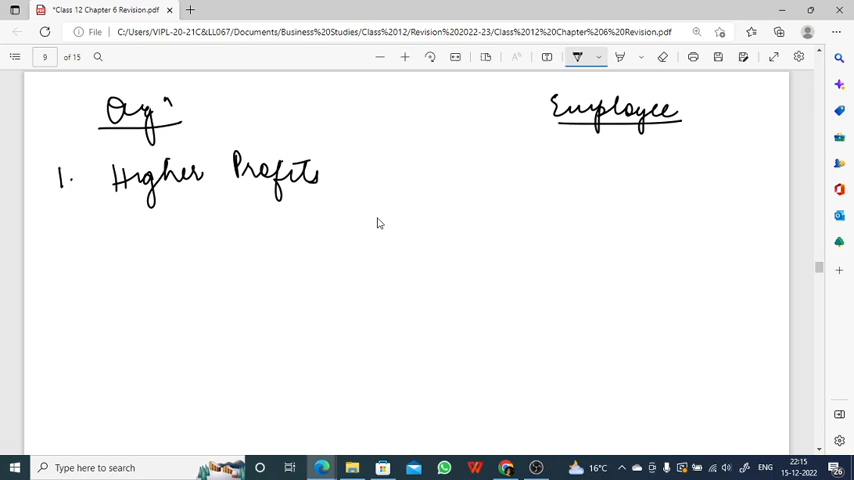 *Class 12 Chapter 6 Revision.pdf
File
C:/Users/VIPL-20-21C&LL067/Documents/Business%20Studies/Class%2012/Revision%202022-23/Class%2012%20Chapter%206%20Revision.pdf
9 of 15
Orgn Employee
1. Higher Profits
Type here to search
16°C
ENG
22:15
15-12-2022
26